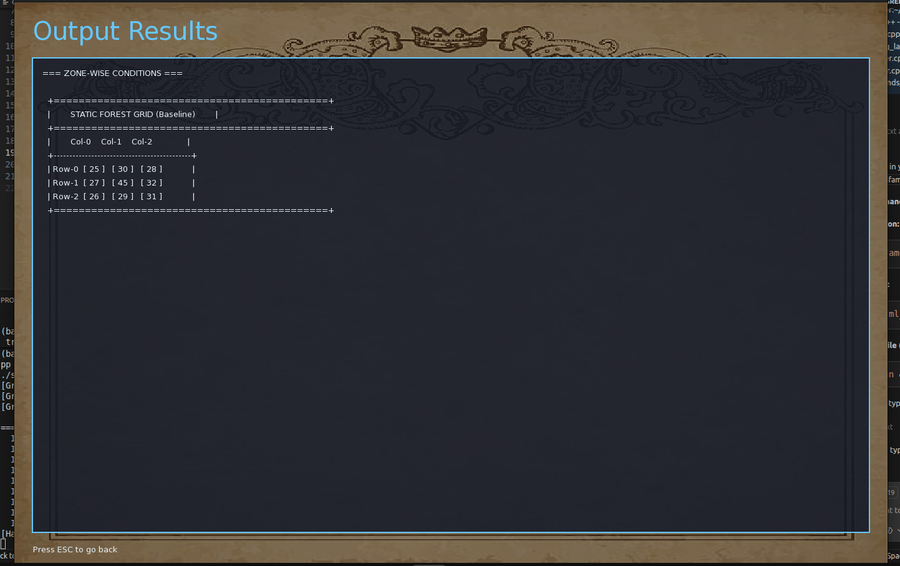 Output Results
=== ZONE-WISE CONDITIONS ===
+============================================+
| STATIC FOREST GRID (Baseline) |
+============================================+
| Col-0 Col-1 Col-2 |
+--------------------------------------------+
| Row-0 [ 25 ] [ 30 ] [ 28 ] |
| Row-1 [ 27 ] [ 45 ] [ 32 ] |
| Row-2 [ 26 ] [ 29 ] [ 31 ] |
+============================================+
Press ESC to go back